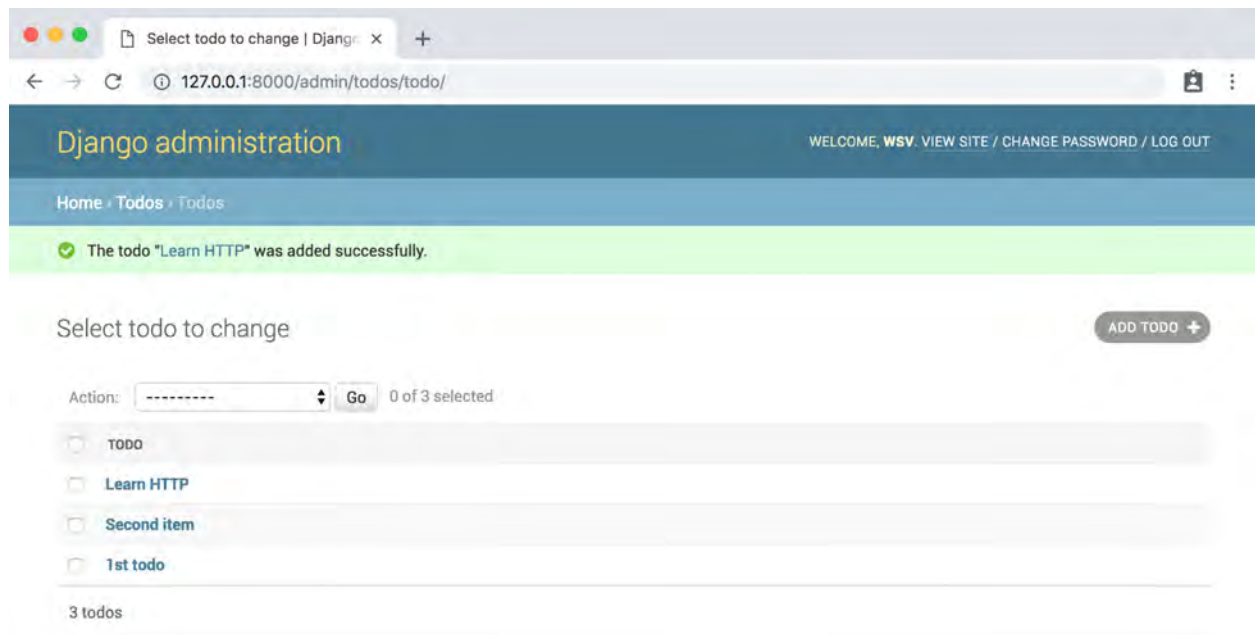 Select todo to change | Djang
127.0.0.1:8000/admin/todos/todo/
Django administration
WELCOME, WSV. VIEW SITE / CHANGE PASSWORD / LOG OUT
Home › Todos › Todos
The todo "Learn HTTP" was added successfully.
Select todo to change
ADD TODO +
Action: --------- Go 0 of 3 selected
TODO
Learn HTTP
Second item
1st todo
3 todos